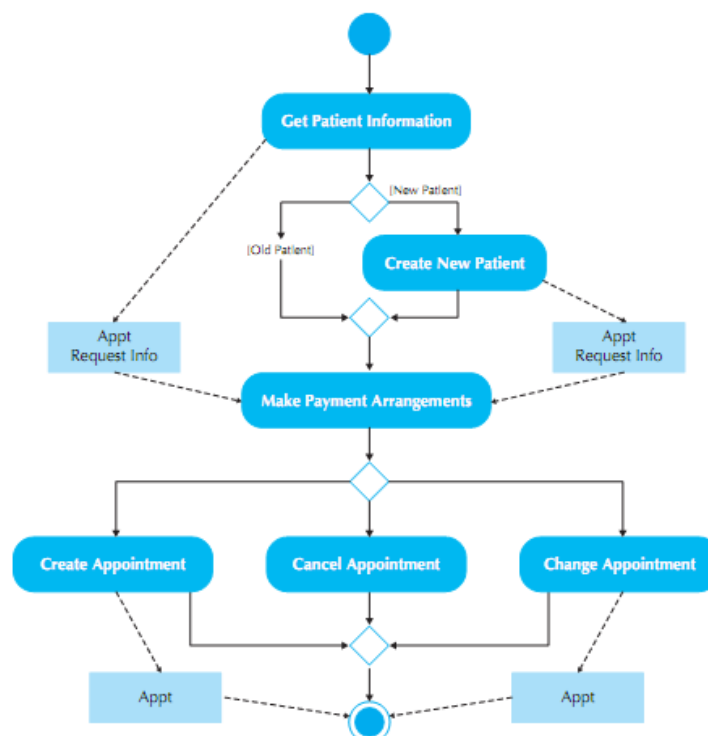 Get Patient Information
[New Patient]
[Old Patient]
Create New Patient
Appt
Request Info
Appt
Request Info
Make Payment Arrangements
Create Appointment
Cancel Appointment
Change Appointment
Appt
Appt